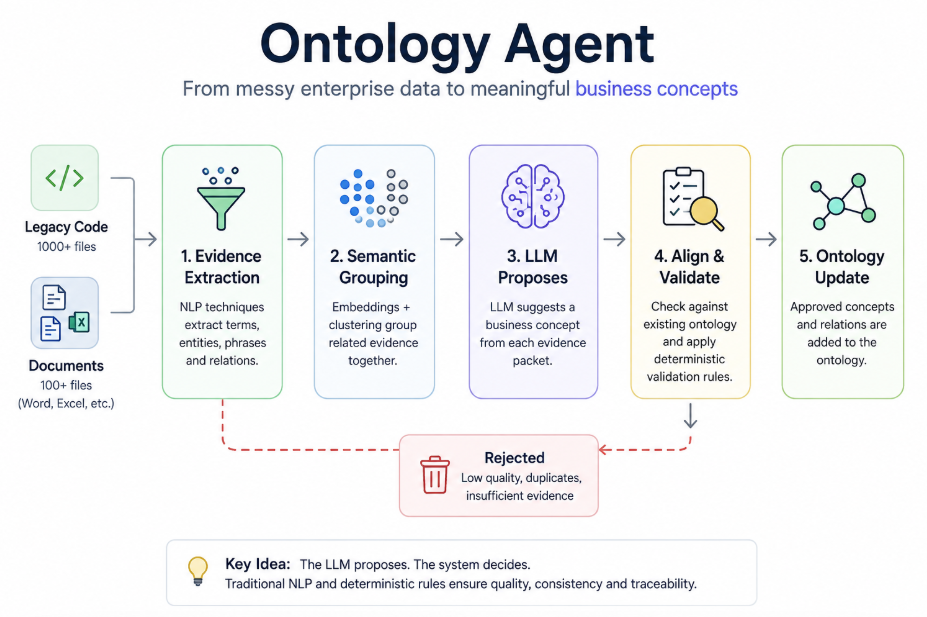 Ontology Agent
From messy enterprise data to meaningful business concepts
</>
Legacy Code
1000+ files
X
Documents
100+ files
(Word, Excel, etc.)
1. Evidence
Extraction
NLP techniques
extract terms,
entities, phrases
and relations.
2. Semantic
Grouping
Embeddings +
clustering group
related evidence
together.
3. LLM
Proposes
LLM suggests a
business concept
from each evidence
packet.
4. Align &
Validate
Check against
existing ontology
and apply
deterministic
validation rules.
5. Ontology
Update
Approved concepts
and relations are
added to the
ontology.
Rejected
Low quality, duplicates,
insufficient evidence
Key Idea: The LLM proposes. The system decides.
Traditional NLP and deterministic rules ensure quality, consistency and traceability.